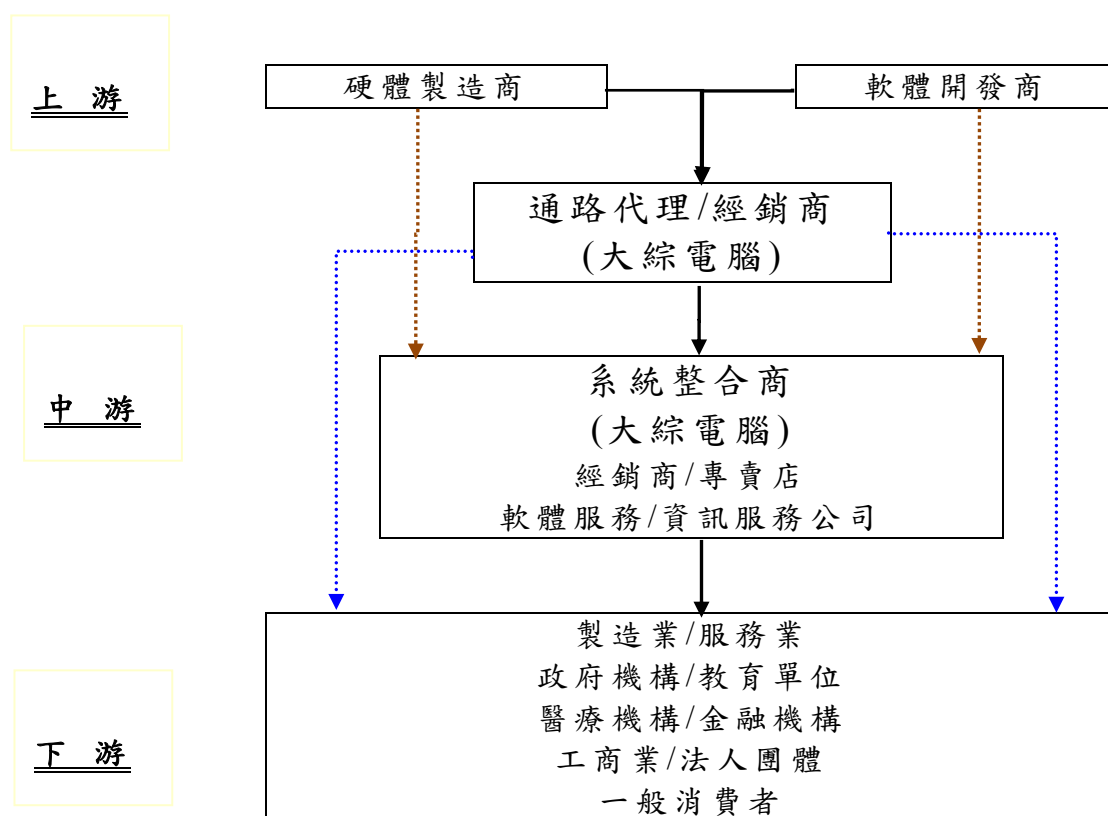 上 游
硬體製造商
軟體開發商
通路代理/經銷商
(大綜電腦)
中 游
系統整合商
(大綜電腦)
經銷商/專賣店
軟體服務/資訊服務公司
下 游
製造業/服務業
政府機構/教育單位
醫療機構/金融機構
工商業/法人團體
一般消費者